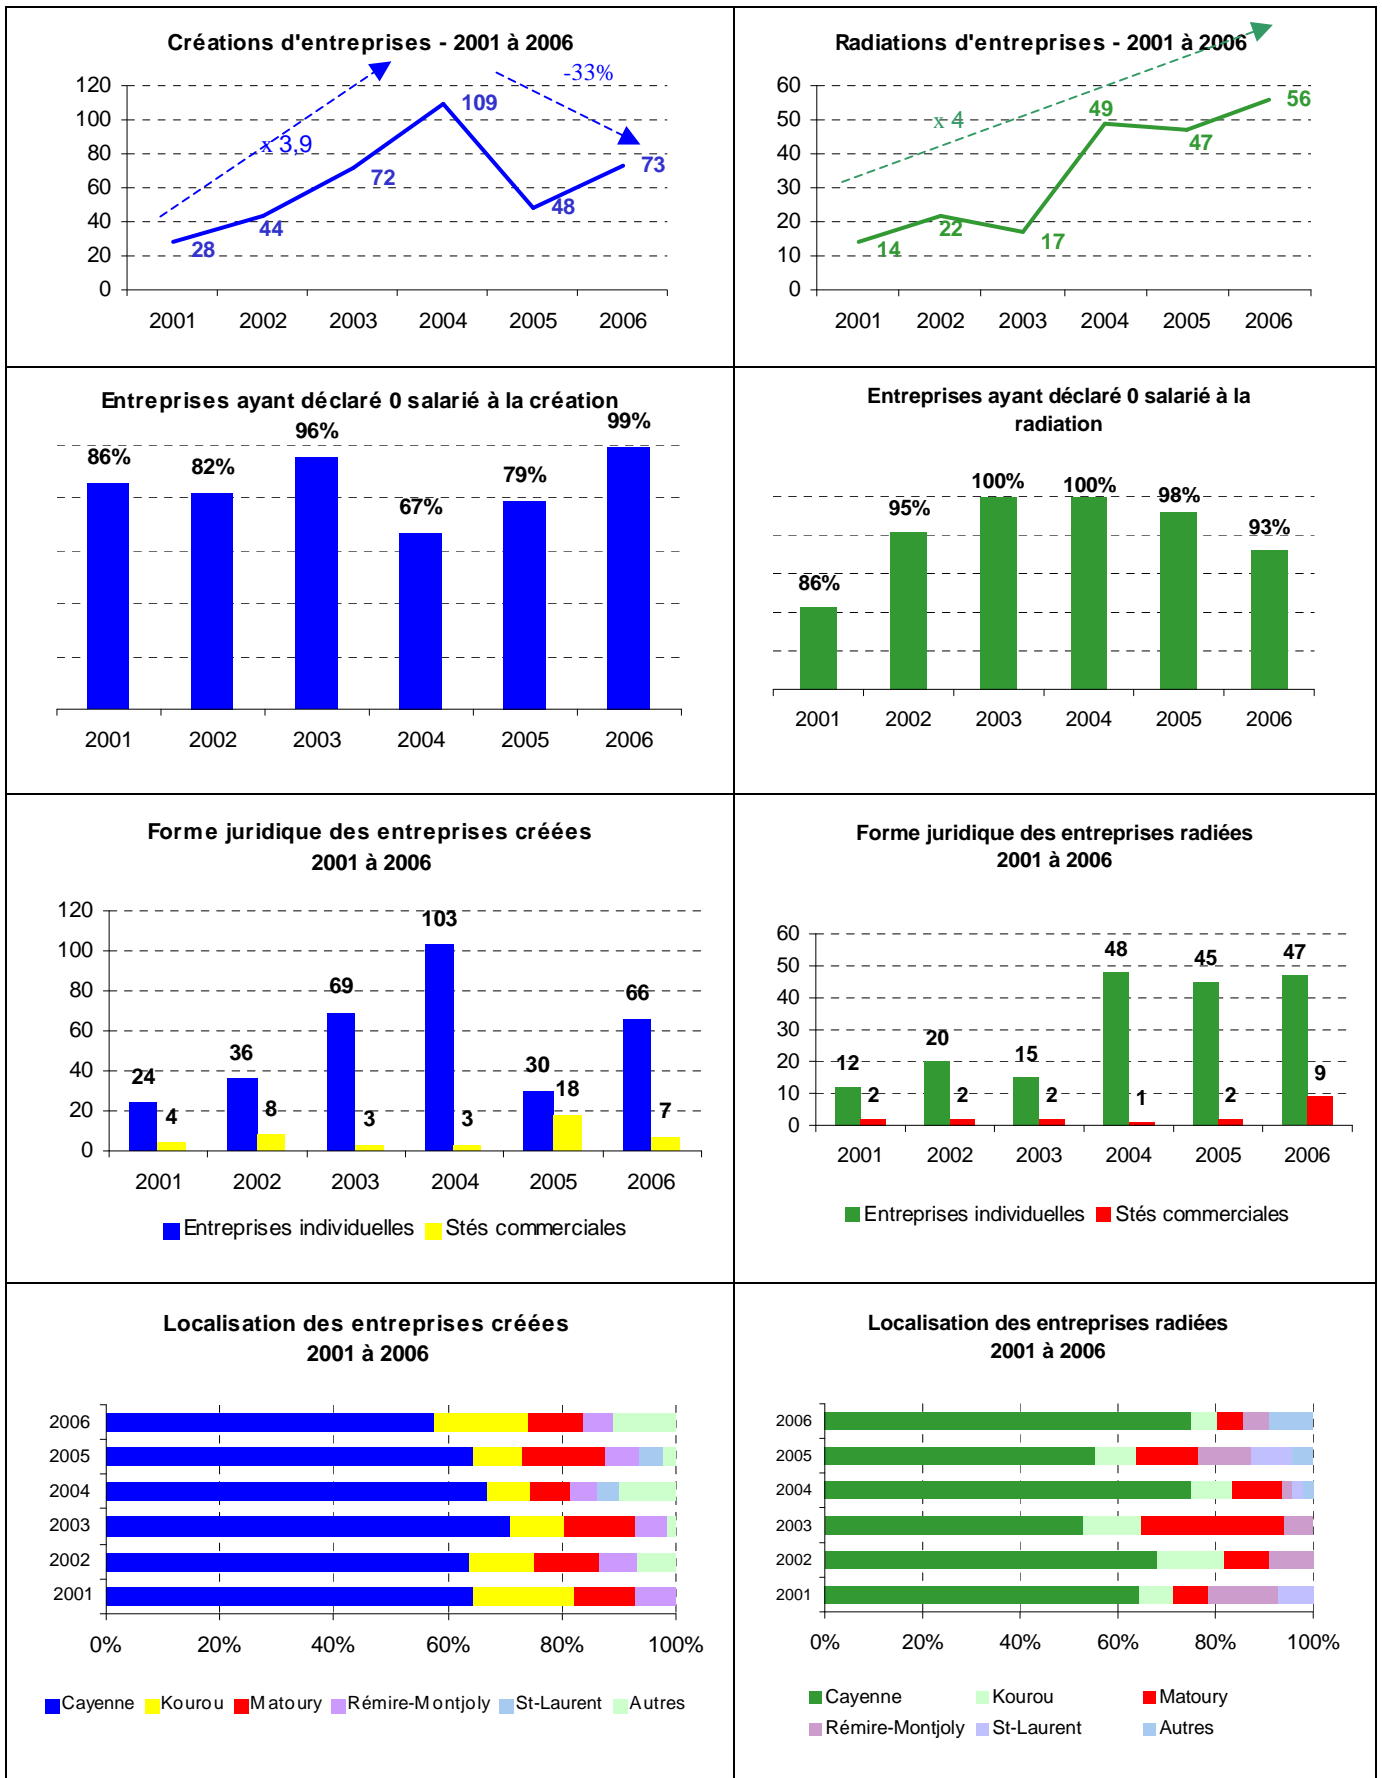 Créations d'entreprises - 2001 à 2006
-33%
x 3,9
120
100
80
60
40
20
0
28
44
72
109
48
73
2001 2002 2003 2004 2005 2006
Radiations d'entreprises - 2001 à 2006
x 4
60
50
40
30
20
10
0
14
22
17
49
47
56
2001 2002 2003 2004 2005 2006
Entreprises ayant déclaré 0 salarié à la création
86% 82% 96% 67% 79% 99%
2001 2002 2003 2004 2005 2006
Entreprises ayant déclaré 0 salarié à la
radiation
86% 95% 100% 100% 98% 93%
2001 2002 2003 2004 2005 2006
Forme juridique des entreprises créées
2001 à 2006
120
100
80
60
40
20
0
24 4 36 8 69 3 103 3 30 18 66 7
2001 2002 2003 2004 2005 2006
Entreprises individuelles Stés commerciales
Forme juridique des entreprises radiées
2001 à 2006
60
50
40
30
20
10
0
12 2 20 2 15 2 48 1 45 2 47 9
2001 2002 2003 2004 2005 2006
Entreprises individuelles Stés commerciales
Localisation des entreprises créées
2001 à 2006
2006
2005
2004
2003
2002
2001
0% 20% 40% 60% 80% 100%
Cayenne Kourou Matoury Rémire-Montjoly St-Laurent Autres
Localisation des entreprises radiées
2001 à 2006
2006
2005
2004
2003
2002
2001
0% 20% 40% 60% 80% 100%
Cayenne Kourou Matoury
Rémire-Montjoly St-Laurent Autres